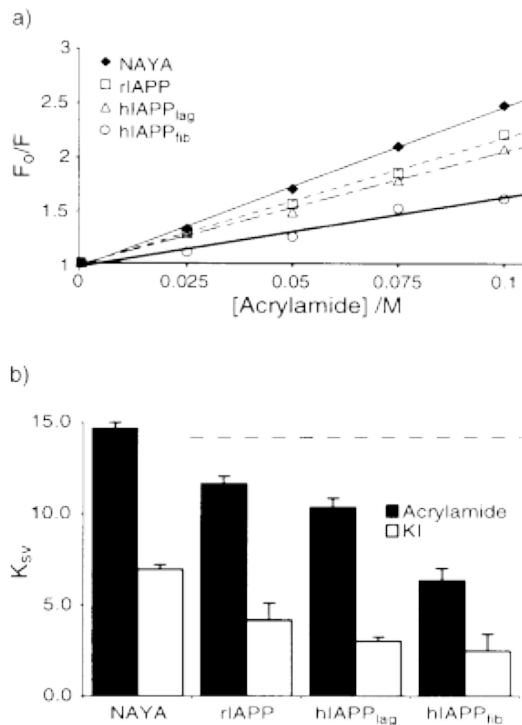 a)
NAYA
rIAPP
hIAPPlag
hIAPPfib
3
2.5
2
1.5
1
F0/F
0 0.025 0.05 0.075 0.1
[Acrylamide] /M
b)
15.0
10.0
5.0
0.0
Ksv
Acrylamide
KI
NAYA rIAPP hIAPPlag hIAPPfib